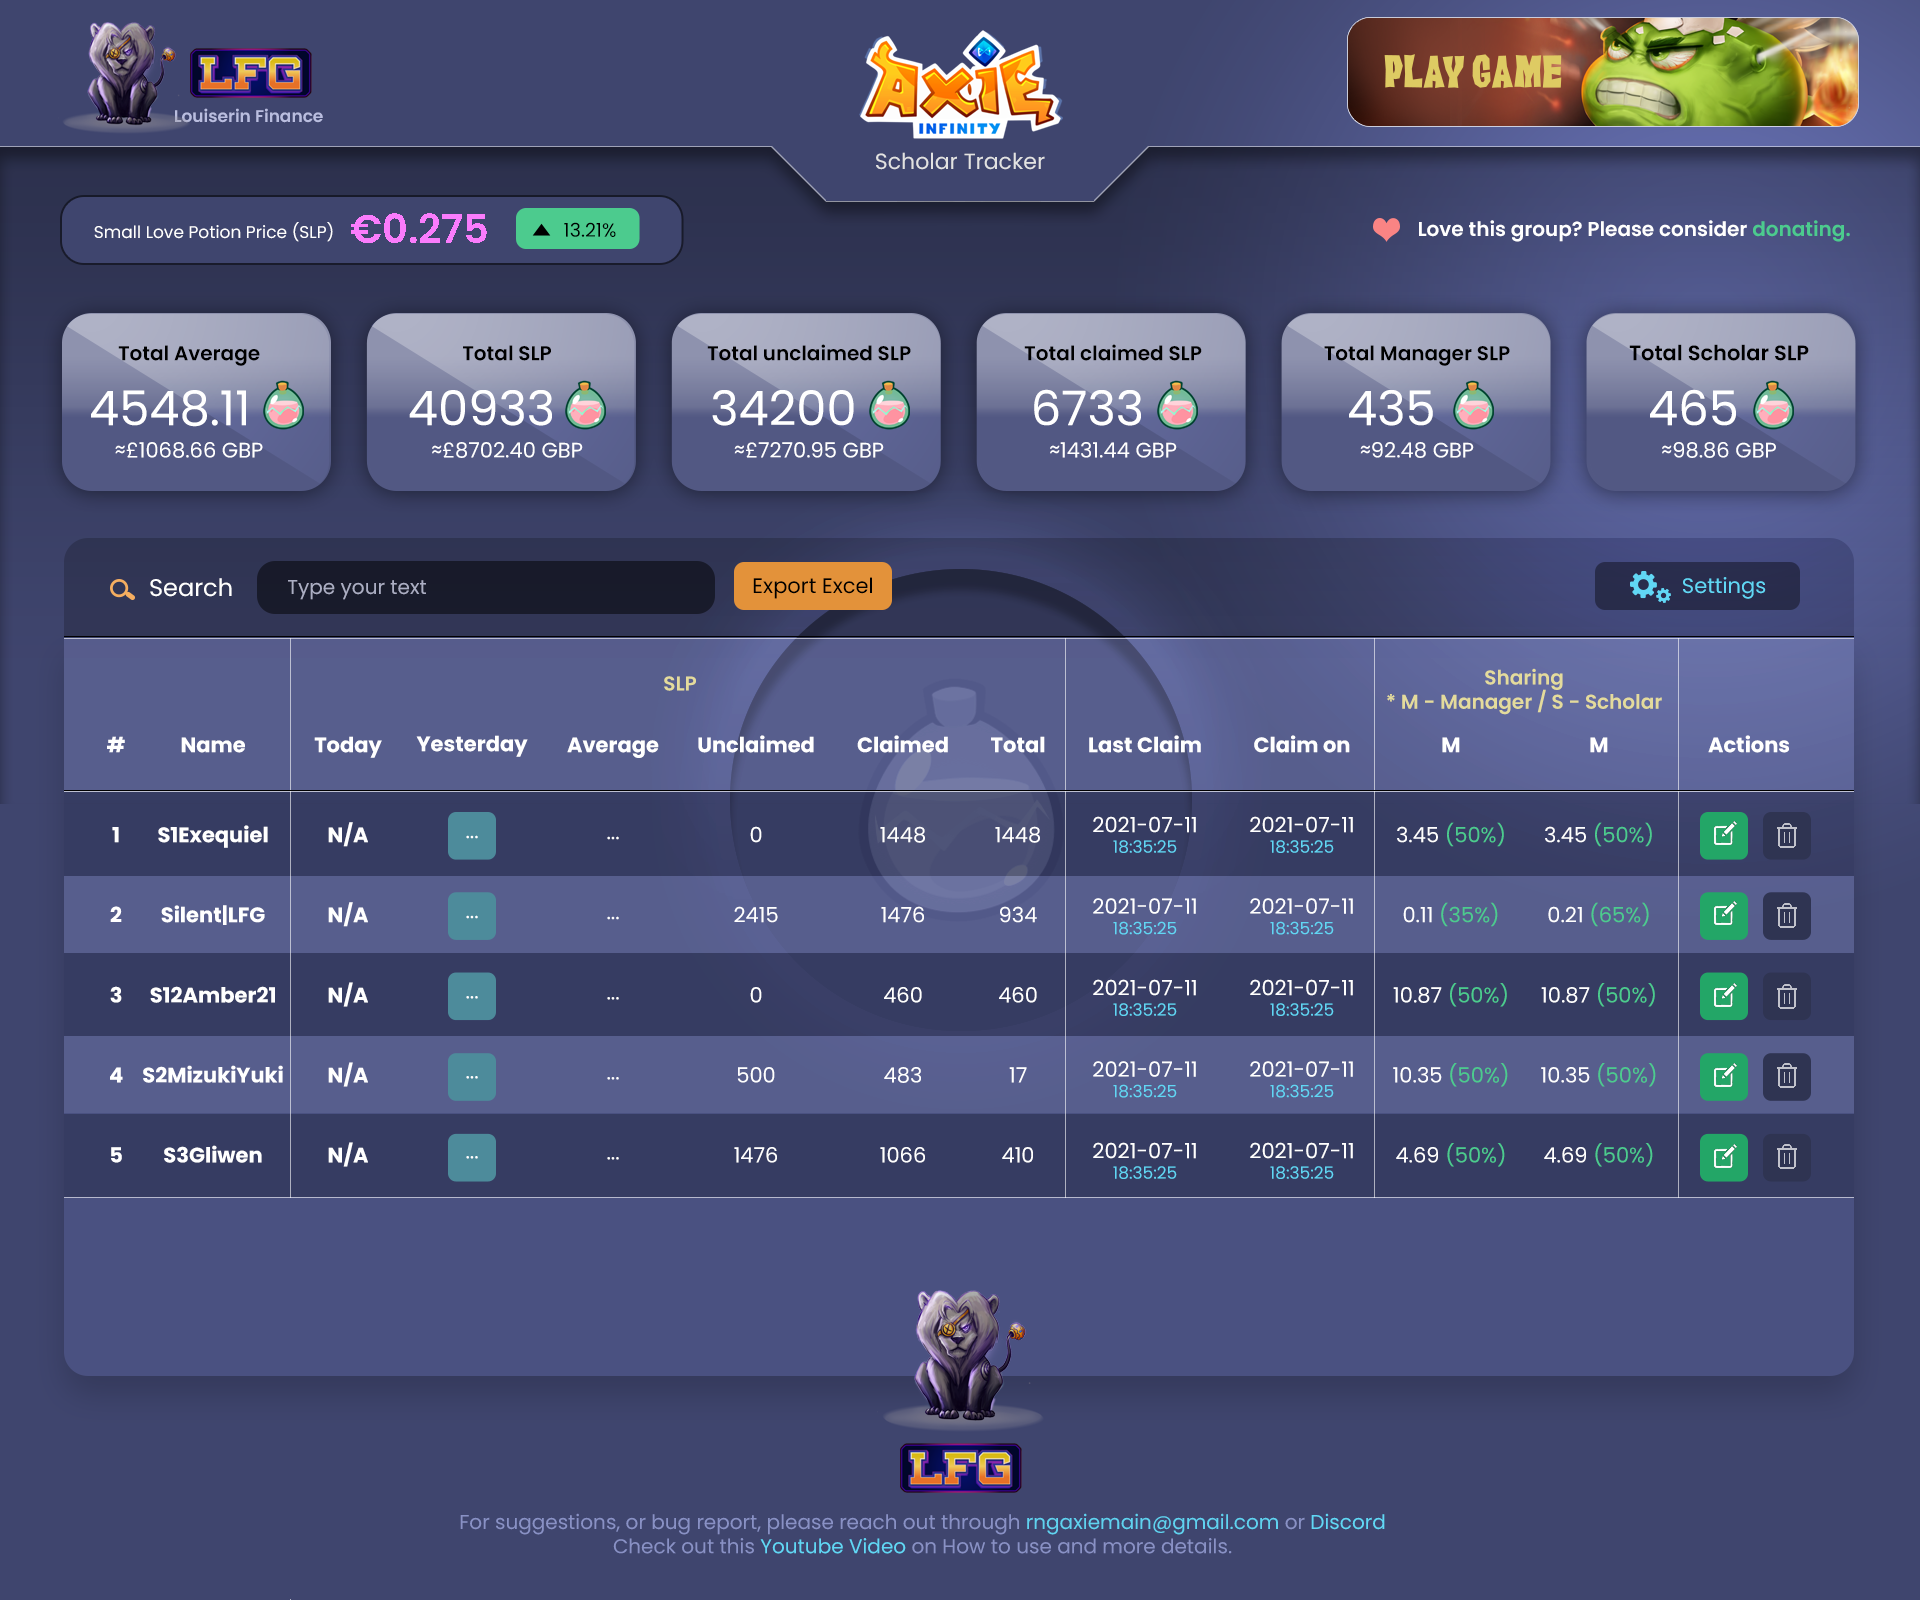 LFG
Louiserin Finance
AXIE
INFINITY
Scholar Tracker
PLAY GAME
Small Love Potion Price (SLP) €0.275 13.21%
Love this group? Please consider donating.
Total Average
4548.11
≈£1068.66 GBP
Total SLP
40933
≈£8702.40 GBP
Total unclaimed SLP
34200
≈£7270.95 GBP
Total claimed SLP
6733
≈1431.44 GBP
Total Manager SLP
435
≈92.48 GBP
Total Scholar SLP
465
≈98.86 GBP
Search Type your text Export Excel Settings
SLP
Sharing
* M - Manager / S - Scholar
# Name Today Yesterday Average Unclaimed Claimed Total Last Claim Claim on M M Actions
1 S1Exequiel N/A ... ... 0 1448 1448 2021-07-11 2021-07-11 3.45 (50%) 3.45 (50%)
18:35:25 18:35:25
2 Silent|LFG N/A ... ... 2415 1476 934 2021-07-11 2021-07-11 0.11 (35%) 0.21 (65%)
18:35:25 18:35:25
3 S12Amber21 N/A ... ... 0 460 460 2021-07-11 2021-07-11 10.87 (50%) 10.87 (50%)
18:35:25 18:35:25
4 S2MizukiYuki N/A ... ... 500 483 17 2021-07-11 2021-07-11 10.35 (50%) 10.35 (50%)
18:35:25 18:35:25
5 S3Gliwen N/A ... ... 1476 1066 410 2021-07-11 2021-07-11 4.69 (50%) 4.69 (50%)
18:35:25 18:35:25
LFG
For suggestions, or bug report, please reach out through rngaxiemain@gmail.com or Discord
Check out this Youtube Video on How to use and more details.